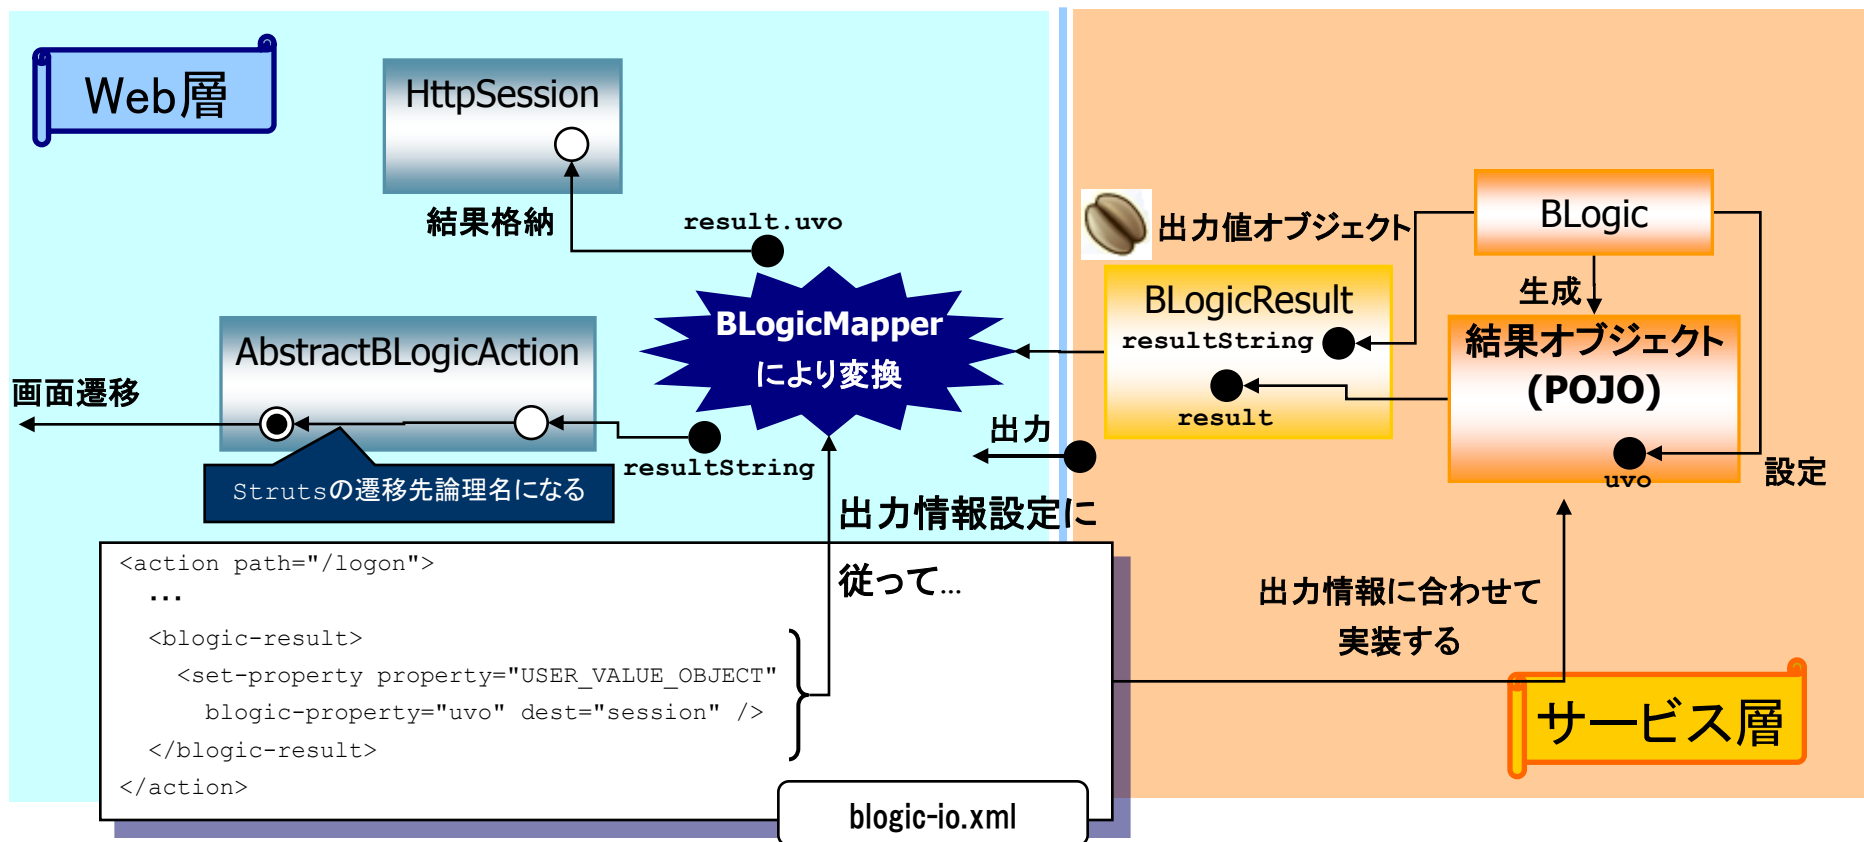 Web層
HttpSession
結果格納
result.uvo
出力値オブジェクト
BLogic
生成
BLogicResult
resultString
result
結果オブジェクト
(POJO)
uvo
設定
BLogicMapper
により変換
AbstractBLogicAction
画面遷移
resultString
出力
Strutsの遷移先論理名になる
出力情報設定に
従って...
<action path="/logon">
･･･
<blogic-result>
<set-property property="USER_VALUE_OBJECT"
blogic-property="uvo" dest="session" />
</blogic-result>
</action>
blogic-io.xml
出力情報に合わせて
実装する
サービス層